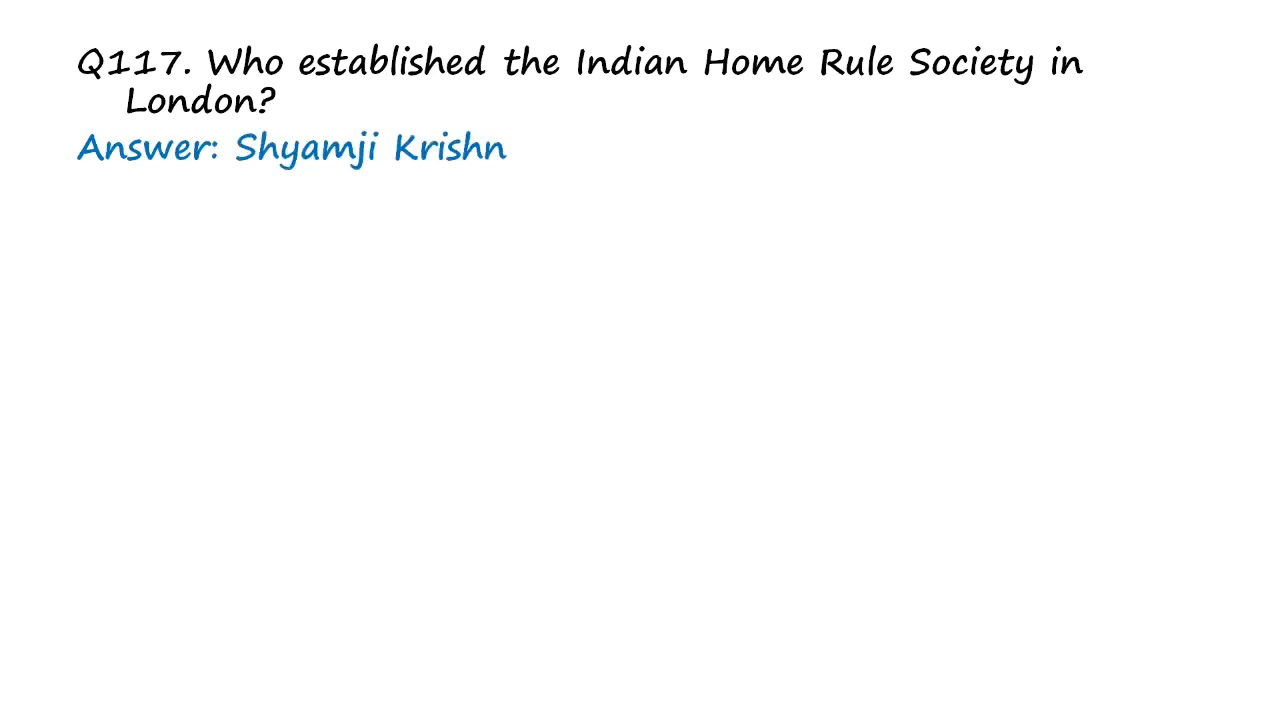 Q117. Who established the Indian Home Rule Society in
London?
Answer: Shyamji Krishn